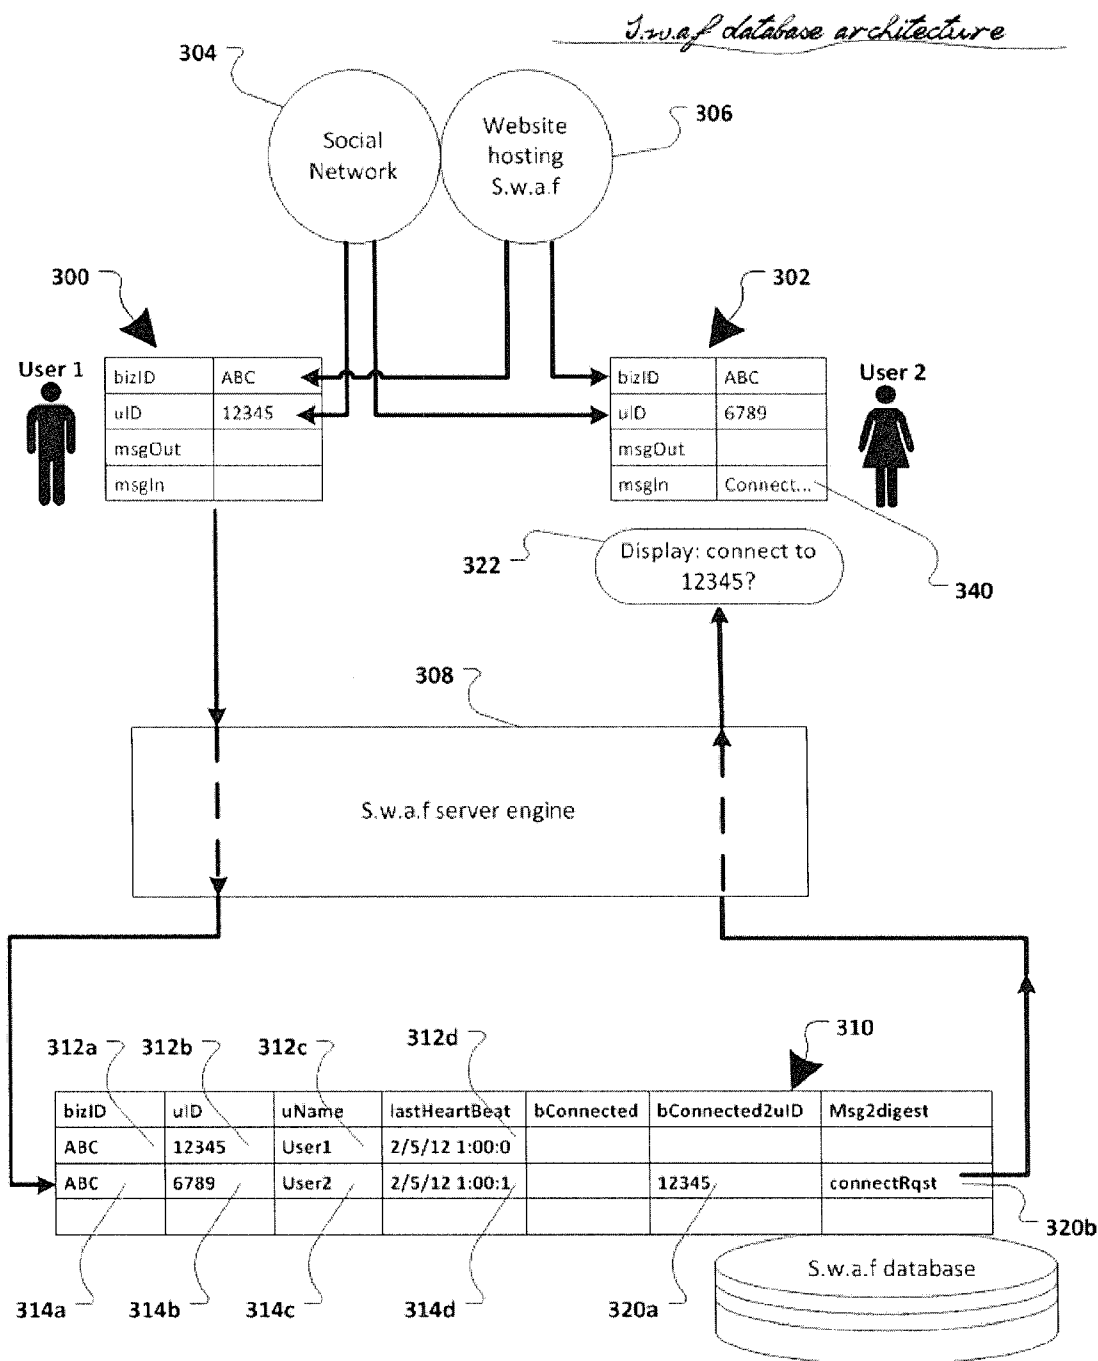 S.w.a.f database architecture
304
Social
Network
Website
hosting
S.w.a.f
306
300
302
User 1
bizID ABC
uID 12345
msgOut
msgIn
bizID ABC
uID 6789
msgOut
msgIn Connect...
User 2
322
Display: connect to
12345?
340
308
S.w.a.f server engine
310
312a
312b
312c
312d
bizID uID uName lastHeartBeat bConnected bConnected2uID Msg2digest
ABC 12345 User1 2/5/12 1:00:0
ABC 6789 User2 2/5/12 1:00:1 12345 connectRqst
320b
S.w.a.f database
314a
314b
314c
314d
320a